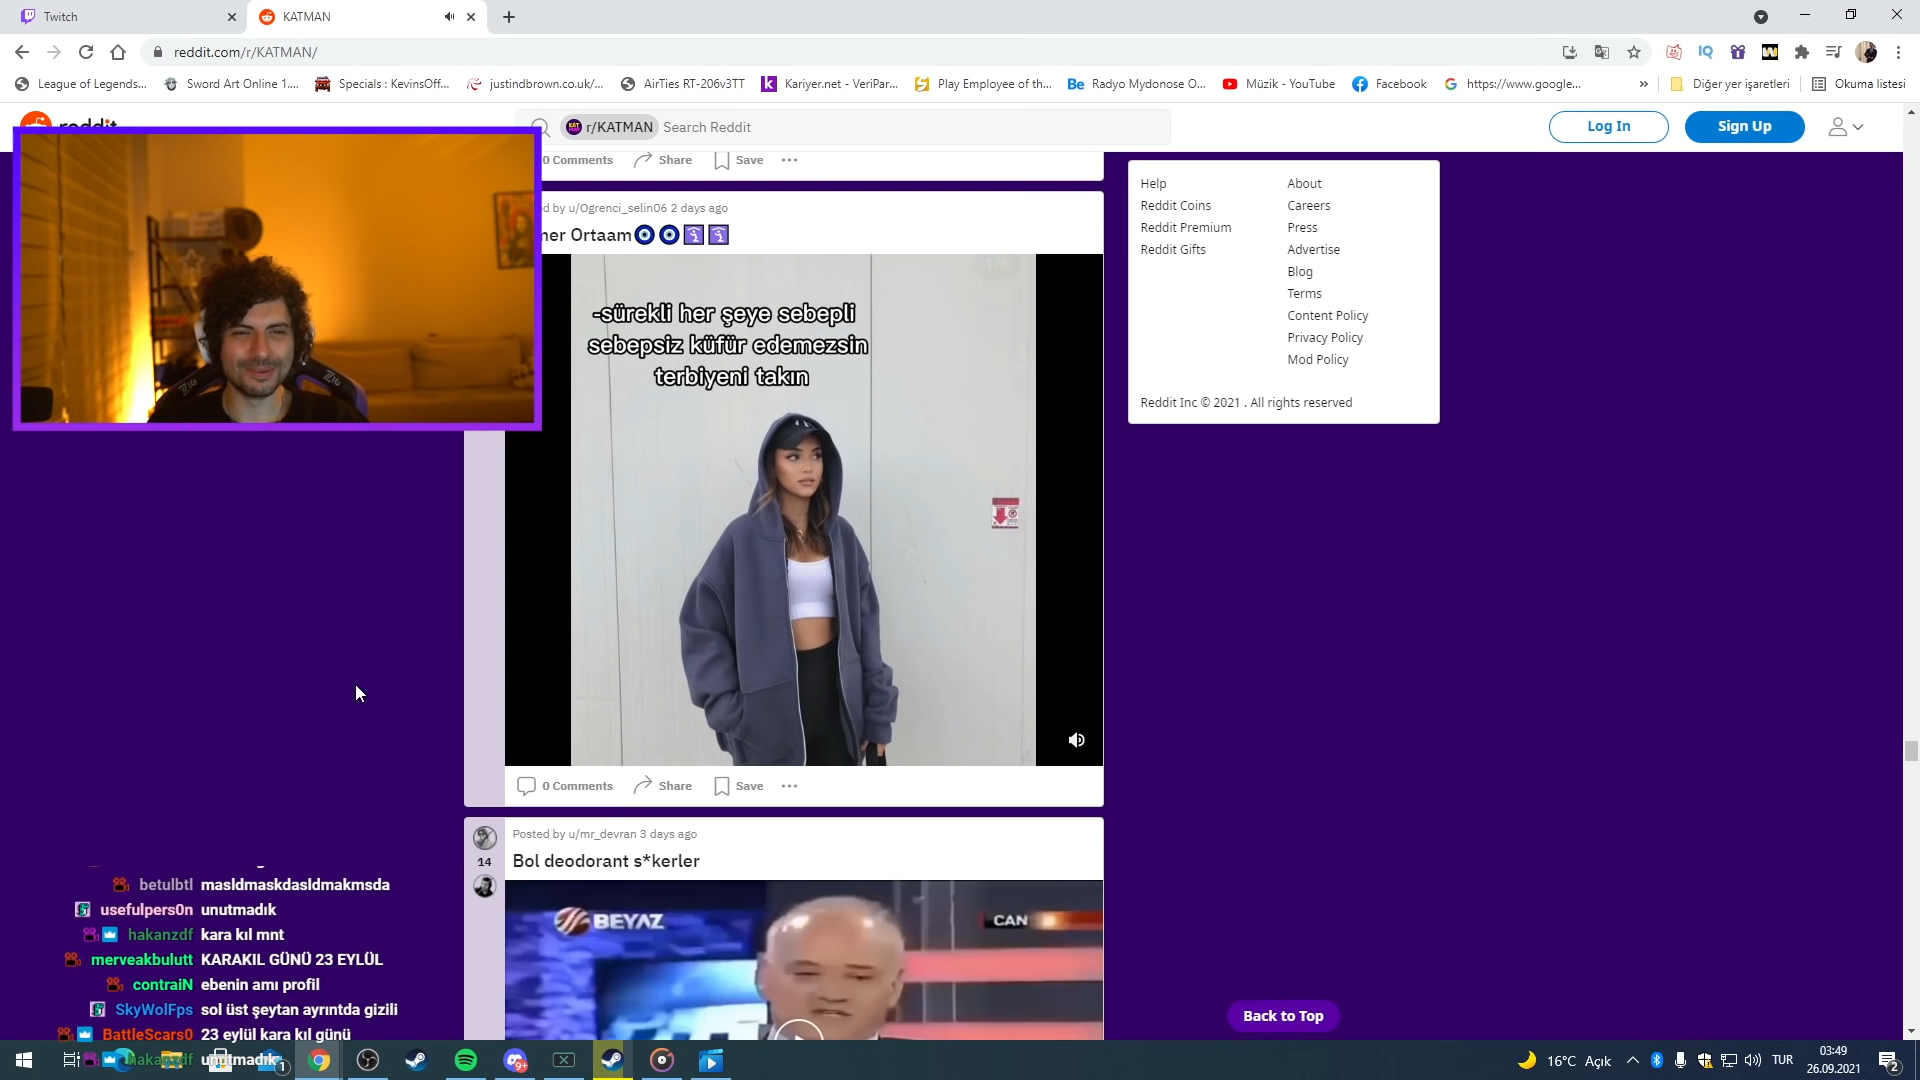 Twitch
KATMAN
reddit.com/r/KATMAN/
League of Legends...
Sword Art Online 1....
Specials : KevinsOff...
justindbrown.co.uk/...
AirTies RT-206v3TT
Kariyer.net - VeriPar...
Play Employee of th...
Radyo Mydonose O...
Müzik - YouTube
Facebook
https://www.google...
»
Diğer yer işaretleri
Okuma listesi
r/KATMAN
Search Reddit
Log In
Sign Up
0 Comments
Share
Save
ed by u/Ogrenci_selin06 2 days ago
ner Ortaam
-sürekli her şeye sebepli
sebepsiz küfür edemezsin
terbiyeni takın
0 Comments
Share
Save
Posted by u/mr_devran 3 days ago
14
Bol deodorant s*kerler
BEYAZ
CAN
Help
Reddit Coins
Reddit Premium
Reddit Gifts
About
Careers
Press
Advertise
Blog
Terms
Content Policy
Privacy Policy
Mod Policy
Reddit Inc © 2021 . All rights reserved
Back to Top
betulbtl masldmaskdasldmakmsda
usefulpers0n unutmadık
hakanzdf kara kıl mnt
merveakbulutt KARAKIL GÜNÜ 23 EYLÜL
contraiN ebenin amı profil
SkyWolFps sol üst şeytan ayrıntda gizili
BattleScars0 23 eylül kara kıl günü
hakanzdf unutmadık
1
9+
16°C Açık
TUR
03:49
26.09.2021
2